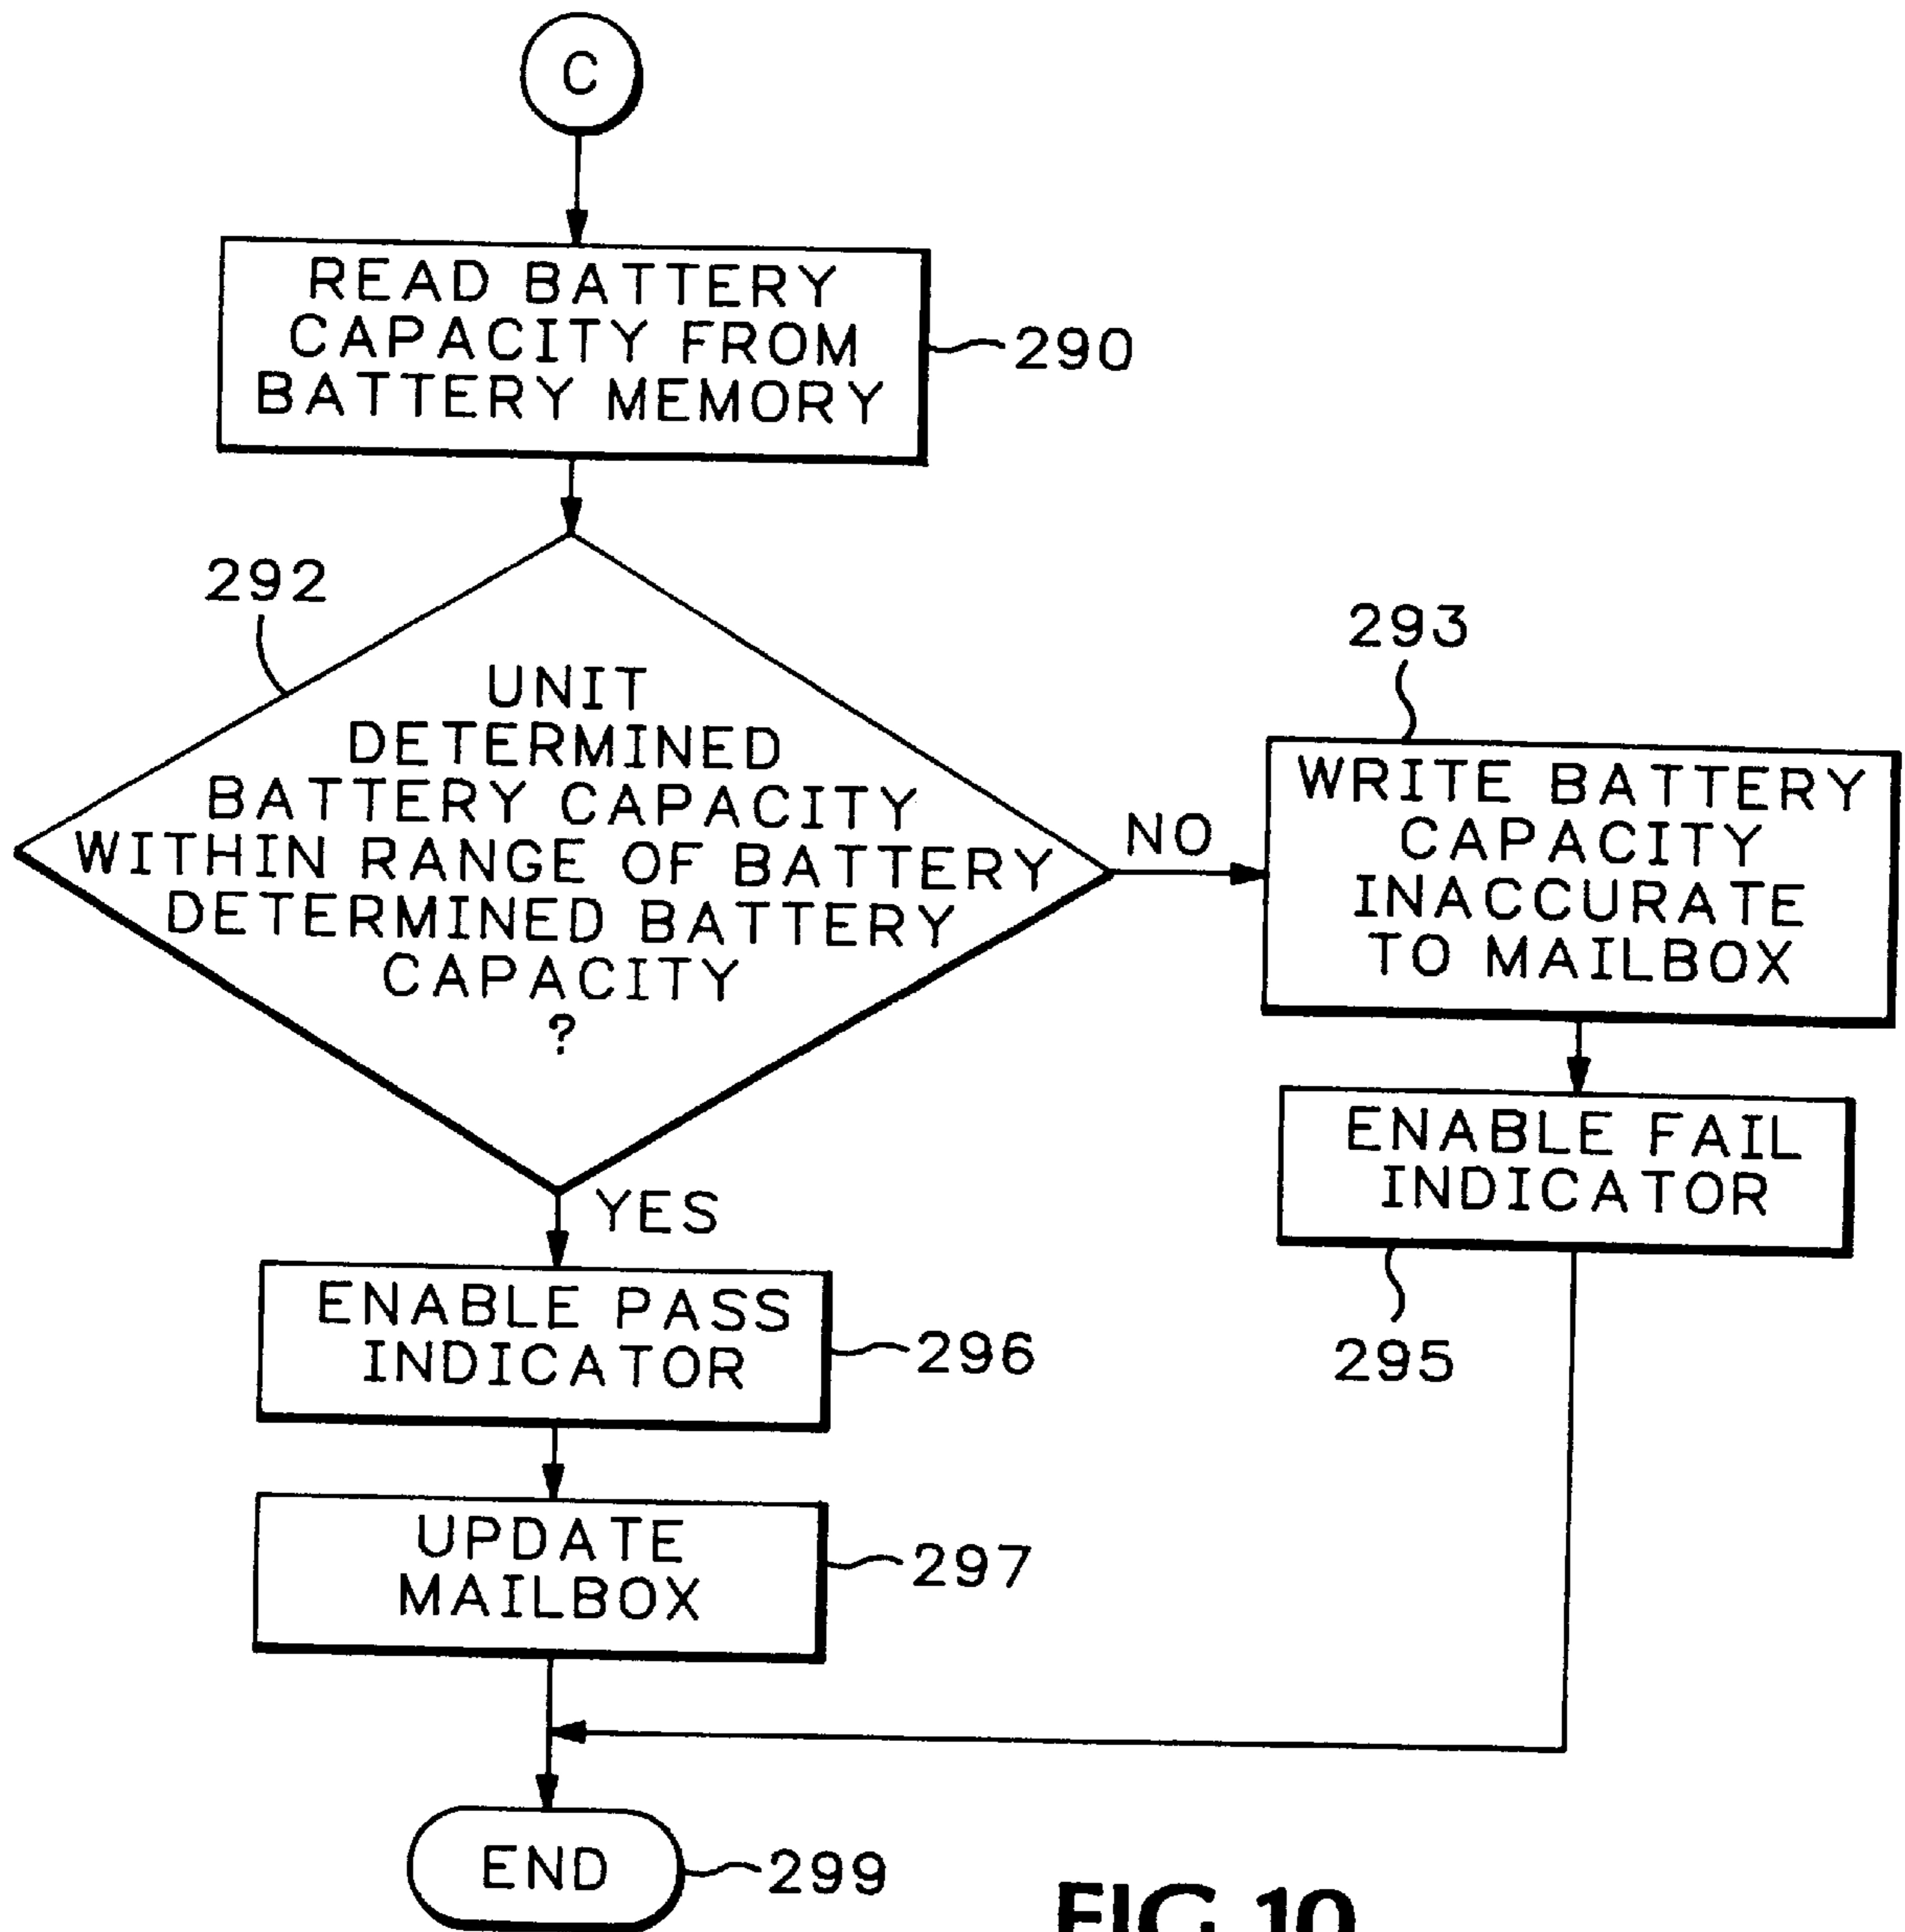 C
READ BATTERY
CAPACITY FROM
BATTERY MEMORY
290
292
UNIT
DETERMINED
BATTERY CAPACITY
WITHIN RANGE OF BATTERY
DETERMINED BATTERY
CAPACITY
?
NO
293
WRITE BATTERY
CAPACITY
INACCURATE
TO MAILBOX
ENABLE FAIL
INDICATOR
295
YES
ENABLE PASS
INDICATOR
296
UPDATE
MAILBOX
297
END
299
FIG. 10